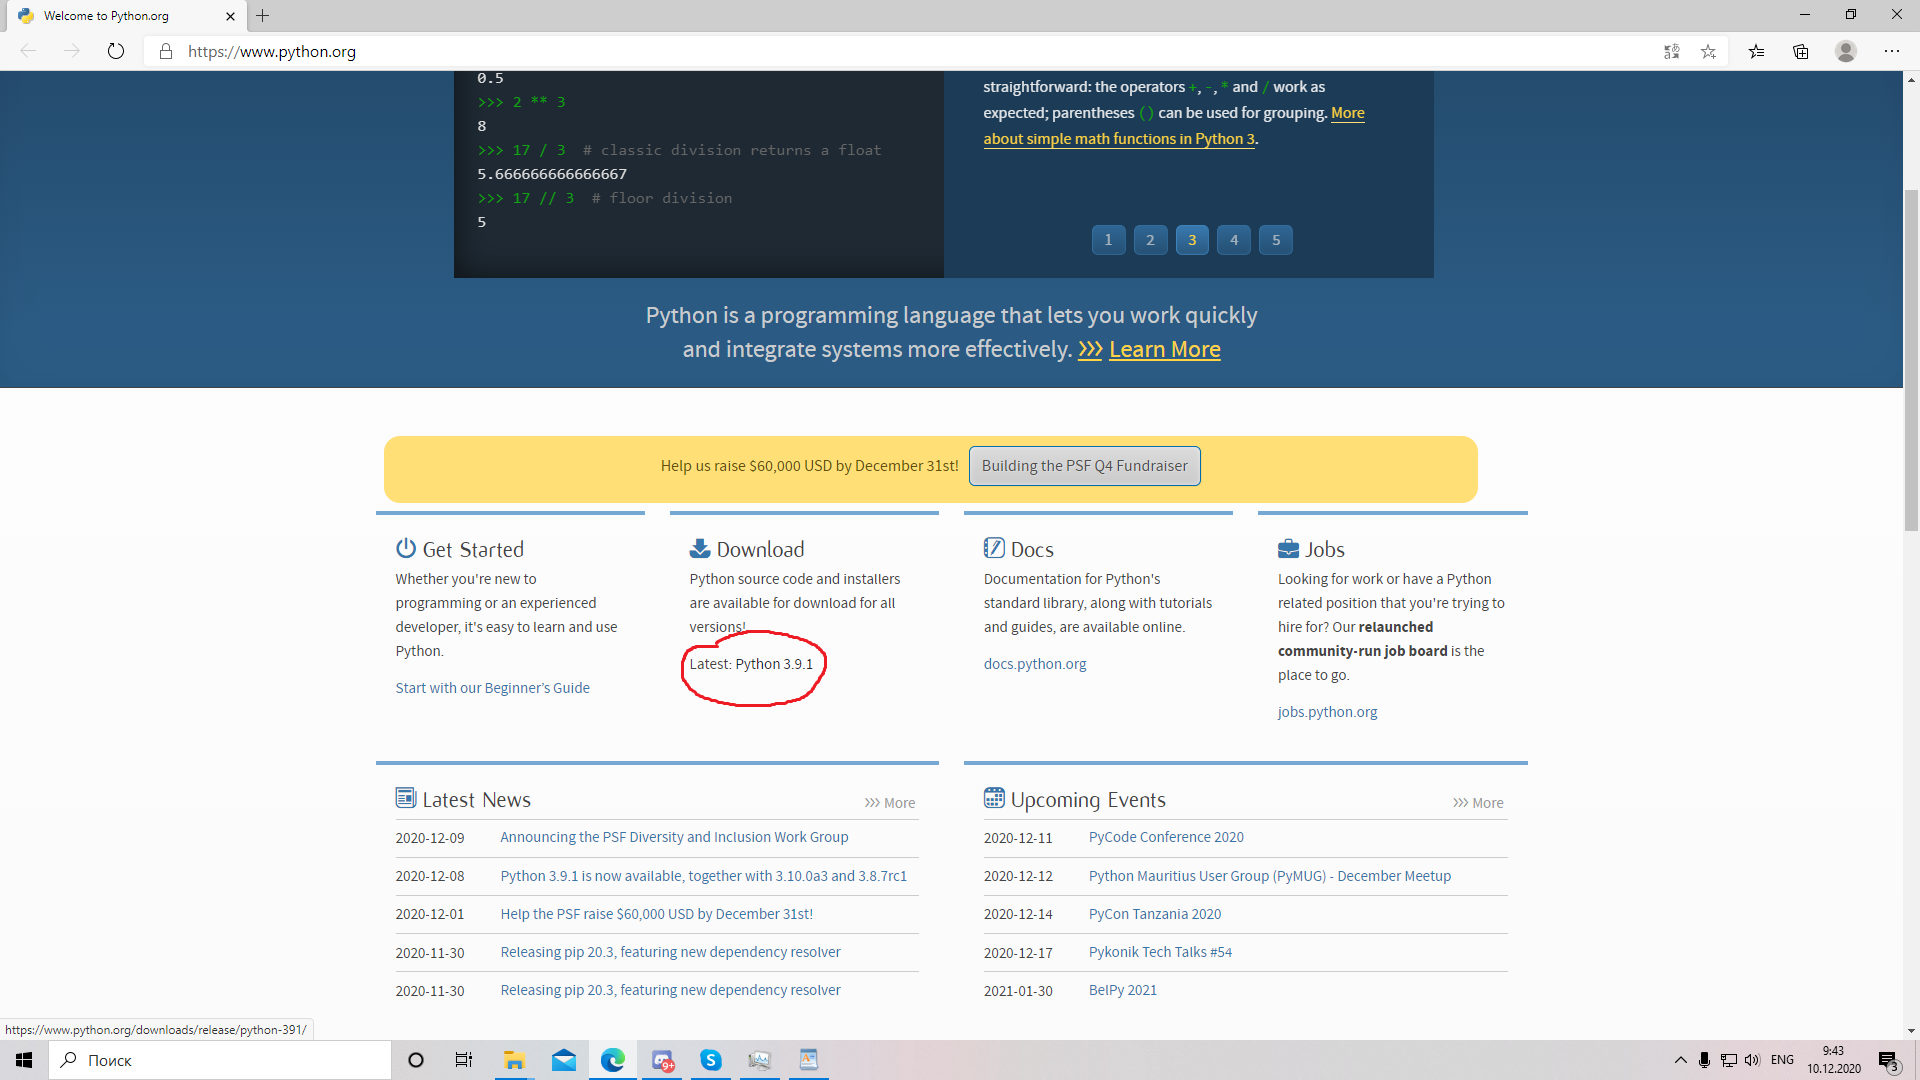 Welcome to Python.org
https://www.python.org
0.5
>>> 2 ** 3
8
>>> 17 / 3  # classic division returns a float
5.666666666666667
>>> 17 // 3  # floor division
5
straightforward: the operators +, -, * and / work as
expected; parentheses () can be used for grouping. More
about simple math functions in Python 3.
1 2 3 4 5
Python is a programming language that lets you work quickly
and integrate systems more effectively. >>> Learn More
Help us raise $60,000 USD by December 31st! Building the PSF Q4 Fundraiser
Get Started
Whether you're new to
programming or an experienced
developer, it's easy to learn and use
Python.
Start with our Beginner's Guide
Download
Python source code and installers
are available for download for all
versions!
Latest: Python 3.9.1
Docs
Documentation for Python's
standard library, along with tutorials
and guides, are available online.
docs.python.org
Jobs
Looking for work or have a Python
related position that you're trying to
hire for? Our relaunched
community-run job board is the
place to go.
jobs.python.org
Latest News
>>> More
2020-12-09 Announcing the PSF Diversity and Inclusion Work Group
2020-12-08 Python 3.9.1 is now available, together with 3.10.0a3 and 3.8.7rc1
2020-12-01 Help the PSF raise $60,000 USD by December 31st!
2020-11-30 Releasing pip 20.3, featuring new dependency resolver
2020-11-30 Releasing pip 20.3, featuring new dependency resolver
Upcoming Events
>>> More
2020-12-11 PyCode Conference 2020
2020-12-12 Python Mauritius User Group (PyMUG) - December Meetup
2020-12-14 PyCon Tanzania 2020
2020-12-17 Pykonik Tech Talks #54
2021-01-30 BelPy 2021
https://www.python.org/downloads/release/python-391/
Поиск
9+
ENG
9:43
10.12.2020
3